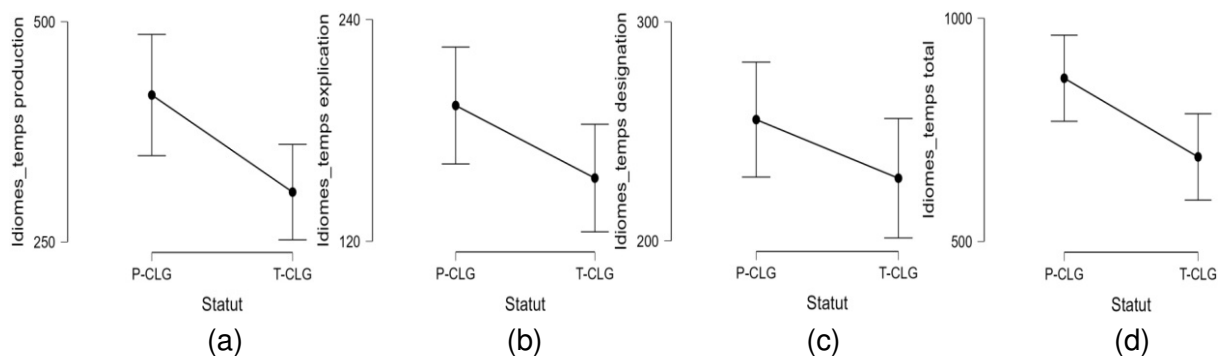 Idiomes_temps production
500
250
P-CLG T-CLG
Statut
(a)
Idiomes_temps explication
240
120
P-CLG T-CLG
Statut
(b)
Idiomes_temps designation
300
200
P-CLG T-CLG
Statut
(c)
Idiomes_temps total
1000
500
P-CLG T-CLG
Statut
(d)